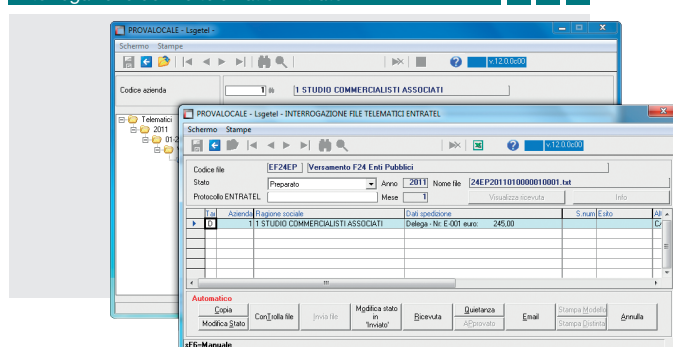 PROVALOCALE - Lsgetel -
Schermo Stampe
v.12.0.0c00
Codice azienda 1 1 STUDIO COMMERCIALISTI ASSOCIATI
Telematici
2011
PROVALOCALE - Lsgetel - INTERROGAZIONE FILE TELEMATICI ENTRATEL
Schermo Stampe
v.12.0.0c00
Codice file EF24EP Versamento F24 Enti Pubblici
Stato Preparato Anno 2011 Nome file 24EP2011010000010001.txt
Protocollo ENTRATEL Mese 1 Visualizza ricevuta Info
Tai Azienda Ragione sociale Dati spedizione S.num Esito
0 1 1 STUDIO COMMERCIALISTI ASSOCIATI Delega - Nr. E-001 euro: 245,00
Automatico
Copia
Modifica Stato
ConTrolla file
Invia file
Modifica stato in 'Inviato'
Ricevuta
Quietanza
APprovato
Email
Stampa Modello
Stampa Distinta
Annulla
sF6=Manuale